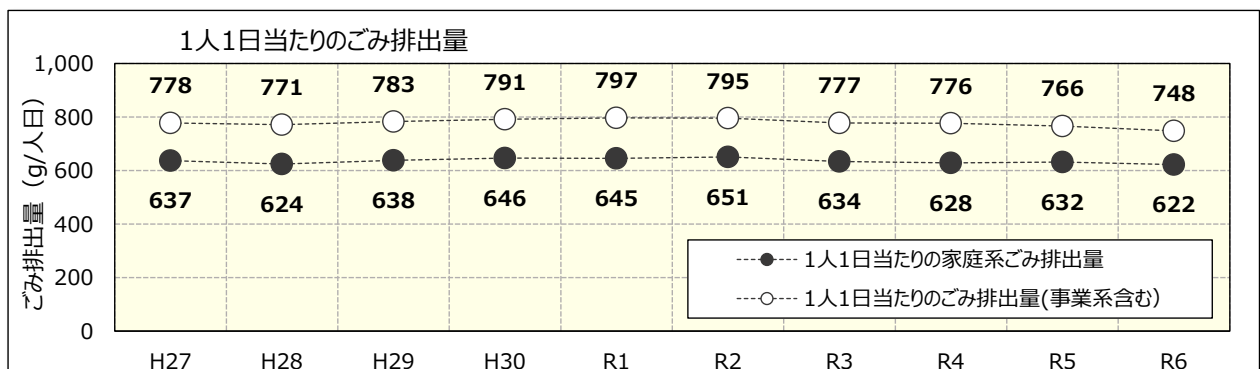 1人1日当たりのごみ排出量
ごみ排出量（g/人日）
1,000
800
600
400
200
0
778 771 783 791 797 795 777 776 766 748
637 624 638 646 645 651 634 628 632 622
1人1日当たりの家庭系ごみ排出量
1人1日当たりのごみ排出量(事業系含む）
H27 H28 H29 H30 R1 R2 R3 R4 R5 R6